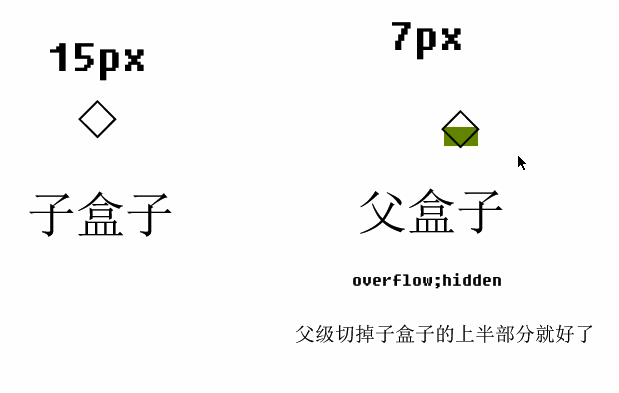 15px
7px
子盒子
父盒子
overflow;hidden
父级切掉子盒子的上半部分就好了